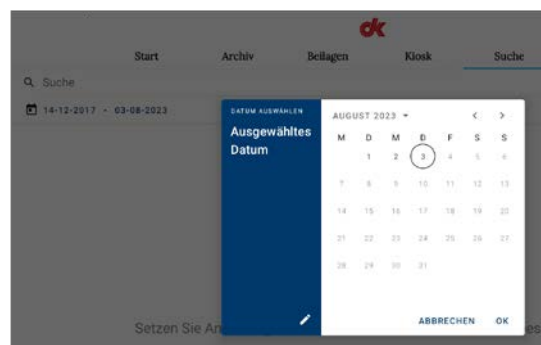 dk
Start Archiv Beilagen Kiosk Suche
Suche
14-12-2017 - 03-08-2023
DATUM AUSWÄHLEN
Ausgewähltes
Datum
AUGUST 2023
M D M D F S S
1 2 3 4 5 6
7 8 9 10 11 12 13
14 15 16 17 18 19 20
21 22 23 24 25 26 27
28 29 30 31
ABBRECHEN OK
Setzen Sie